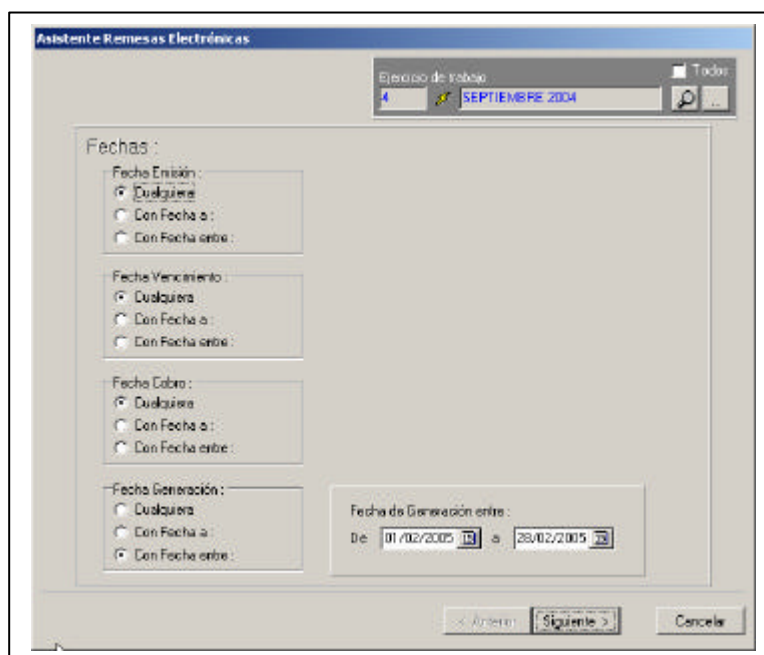 Asistente Remesas Electrónicas
Ejercicio de trabajo
Todos
4 SEPTIEMBRE 2004
...
Fechas :
Fecha Emisión :
Cualquiera
Con Fecha a :
Con Fecha entre :
Fecha Vencimiento :
Cualquiera
Con Fecha a :
Con Fecha entre :
Fecha Cobro :
Cualquiera
Con Fecha a :
Con Fecha entre :
Fecha Generación :
Cualquiera
Con Fecha a :
Con Fecha entre :
Fecha de Generación entre :
De 01/02/2005 a 28/02/2005
< Anterior Siguiente > Cancelar